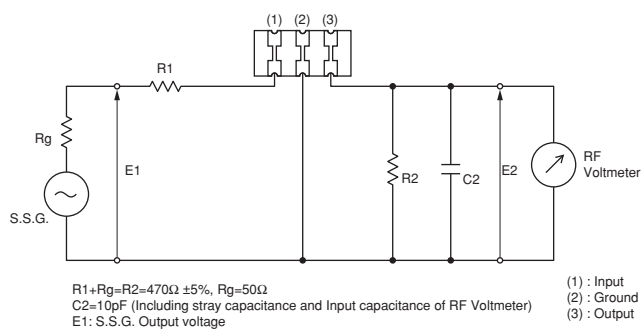 (1) (2) (3)
R1
Rg
E1
R2
C2
E2
RF
Voltmeter
S.S.G.
R1+Rg=R2=470Ω ±5%, Rg=50Ω
C2=10pF (Including stray capacitance and Input capacitance of RF Voltmeter)
E1: S.S.G. Output voltage
(1) : Input
(2) : Ground
(3) : Output